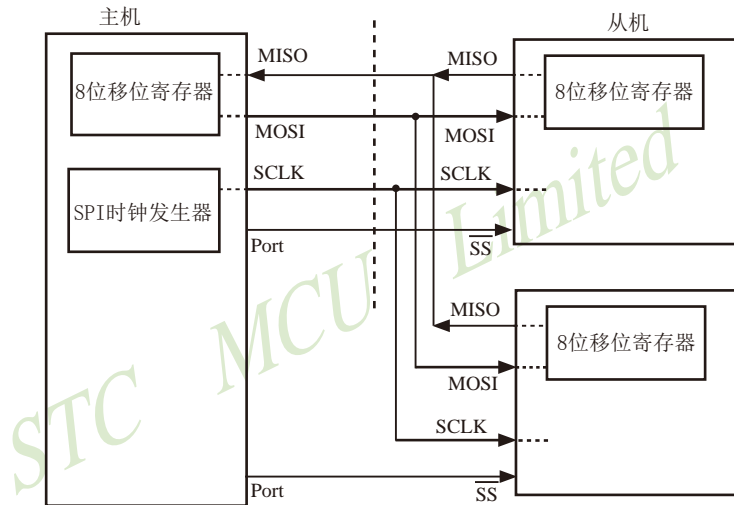 主机
从机
MISO
MISO
8位移位寄存器
8位移位寄存器
MOSI
MOSI
SCLK
SCLK
SPI时钟发生器
Port
SS
MISO
8位移位寄存器
MOSI
SCLK
Port
SS
STC MCU Limited